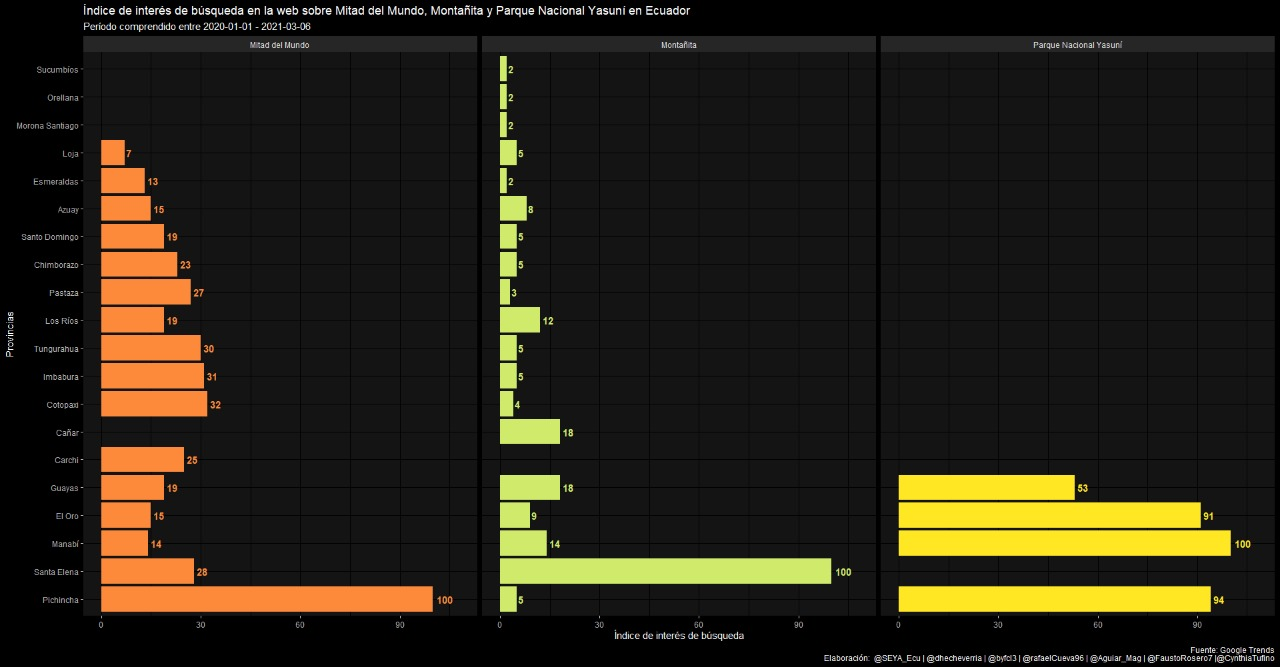 Índice de interés de búsqueda en la web sobre Mitad del Mundo, Montañita y Parque Nacional Yasuní en Ecuador
Período comprendido entre 2020-01-01 - 2021-03-06
Mitad del Mundo Montañita Parque Nacional Yasuní
Provincias
Sucumbíos 2
Orellana 2
Morona Santiago 2
Loja 7 5
Esmeraldas 13 2
Azuay 15 8
Santo Domingo 19 5
Chimborazo 23 5
Pastaza 27 3
Los Ríos 19 12
Tungurahua 30 5
Imbabura 31 5
Cotopaxi 32 4
Cañar 18
Carchi 25
Guayas 19 18 53
El Oro 15 9 91
Manabí 14 14 100
Santa Elena 28 100
Pichincha 100 5 94
0 30 60 90 0 30 60 90 0 30 60 90
Índice de interés de búsqueda
Fuente: Google Trends
Elaboración: @SEYA_Ecu | @dhecheverria | @byfcl3 | @rafaelCueva96 | @Aguiar_Mag | @FaustoRosero7 |@CynthiaTufino